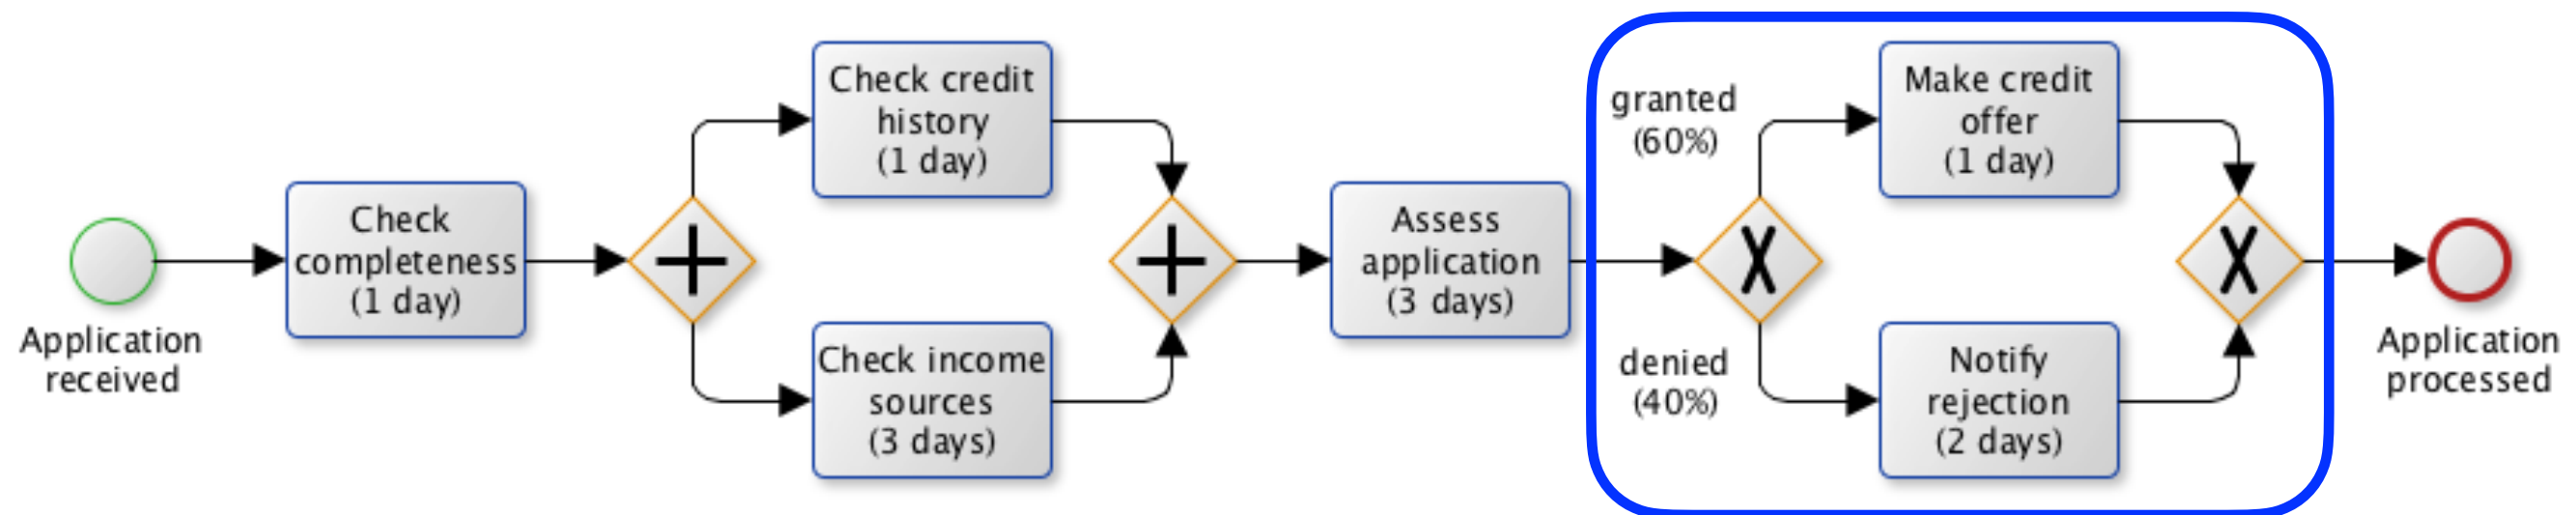 Application
received
Check
completeness
(1 day)
Check credit
history
(1 day)
Check income
sources
(3 days)
Assess
application
(3 days)
granted
(60%)
denied
(40%)
Make credit
offer
(1 day)
Notify
rejection
(2 days)
Application
processed